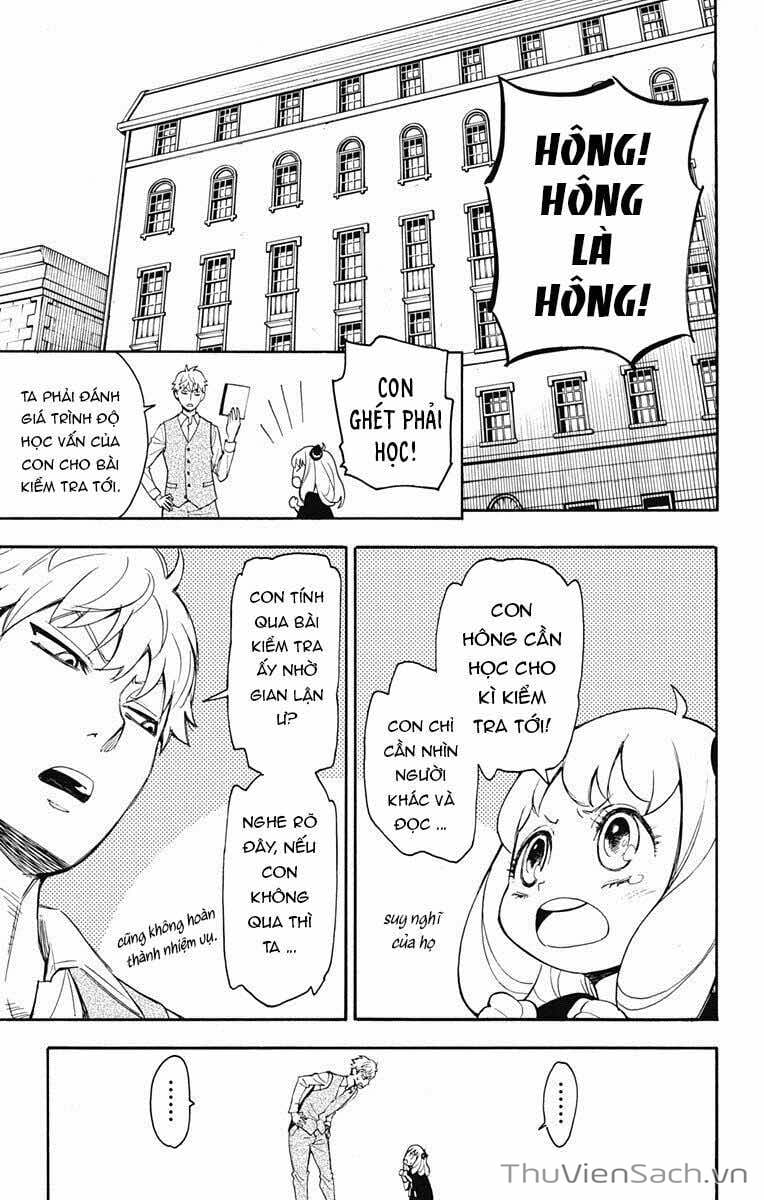 HÔNG!
HÔNG
LÀ
HÔNG!
CON
GHÉT PHẢI
HỌC!
TA PHẢI ĐÁNH
GIÁ TRÌNH ĐỘ
HỌC VẤN CỦA
CON CHO BÀI
KIỂM TRA TỚI.
CON
HÔNG CẦN
HỌC CHO
KÌ KIỂM
TRA TỚI!
CON CHỈ
CẦN NHÌN
NGƯỜI
KHÁC VÀ
ĐỌC ...
suy nghĩ
của họ
CON TÍNH
QUA BÀI
KIỂM TRA
ẤY NHỜ
GIAN LẬN
Ư?
NGHE RÕ
ĐÂY, NẾU
CON
KHÔNG
QUA THÌ
TA ...
cũng không hoàn
thành nhiệm vụ.
......
......
ThuVienSach.vn